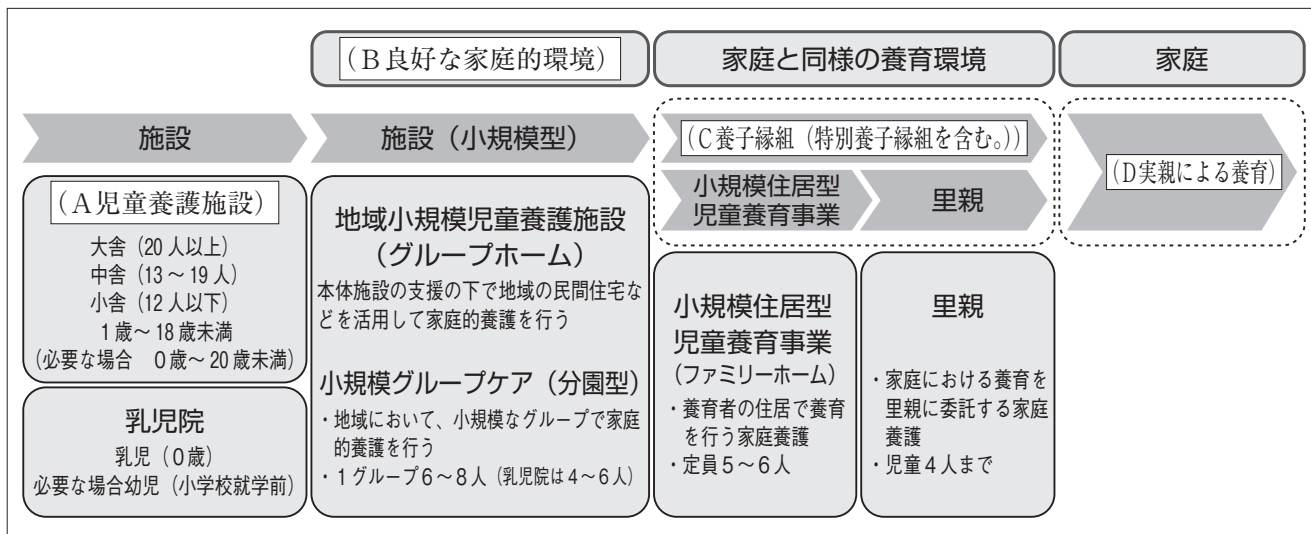 (B良好な家庭的環境)
家庭と同様の養育環境
家庭
施設
施設（小規模型）
(C養子縁組（特別養子縁組を含む。))
(D実親による養育)
小規模住居型
児童養育事業
里親
(A児童養護施設)
大舎（20人以上）
中舎（13～19人）
小舎（12人以下）
1歳～18歳未満
(必要な場合　0歳～20歳未満)
乳児院
乳児（0歳）
必要な場合幼児（小学校就学前）
地域小規模児童養護施設
（グループホーム）
本体施設の支援の下で地域の民間住宅な
どを活用して家庭的養護を行う
小規模グループケア（分園型）
・地域において、小規模なグループで家庭
的養護を行う
・1グループ6～8人（乳児院は4～6人）
小規模住居型
児童養育事業
（ファミリーホーム）
・養育者の住居で養育
を行う家庭養護
・定員5～6人
里親
・家庭における養育を
里親に委託する家庭
養護
・児童4人まで